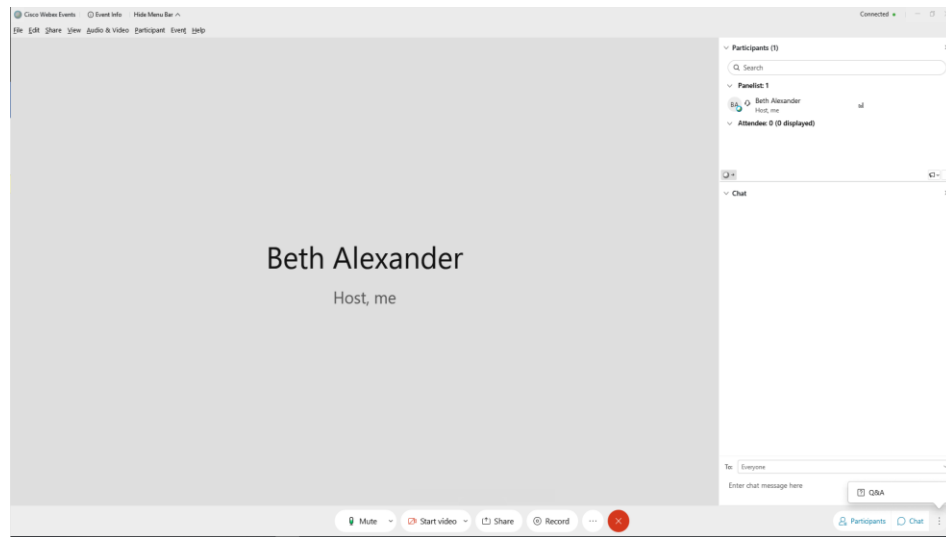 Cisco Webex Events
Event Info
Hide Menu Bar
Connected
File Edit Share View Audio & Video Participant Event Help
Participants (1)
Search
Panelist: 1
BA
Beth Alexander
Host, me
Attendee: 0 (0 displayed)
Chat
Beth Alexander
Host, me
To: Everyone
Enter chat message here
Q&A
Mute
Start video
Share
Record
Participants
Chat